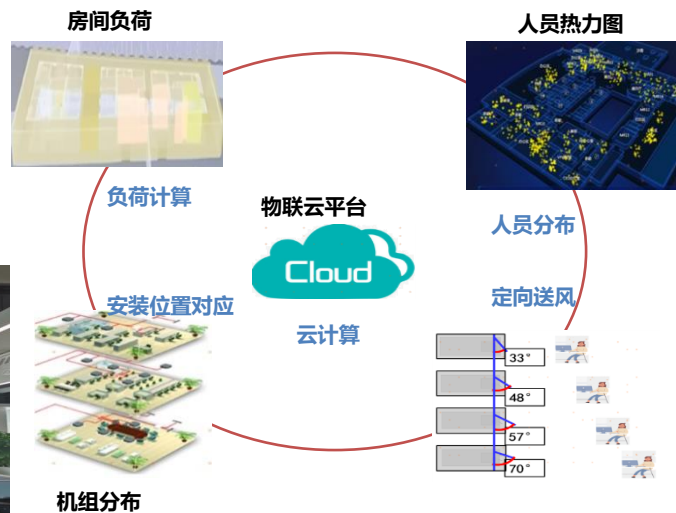 房间负荷
人员热力图
负荷计算
物联云平台
人员分布
Cloud
安装位置对应
定向送风
云计算
33°
48°
57°
70°
机组分布